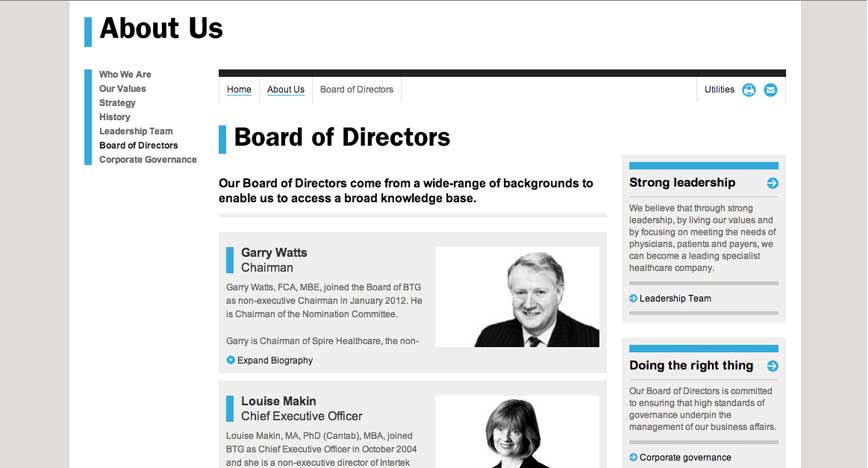 About Us
Who We Are
Our Values
Strategy
History
Leadership Team
Board of Directors
Corporate Governance
Home
About Us
Board of Directors
Utilities
Board of Directors
Our Board of Directors come from a wide-range of backgrounds to
enable us to access a broad knowledge base.
Garry Watts
Chairman
Garry Watts, FCA, MBE, joined the Board of BTG
as non-executive Chairman in January 2012. He
is Chairman of the Nomination Committee.
Garry is Chairman of Spire Healthcare, the non-
Expand Biography
Louise Makin
Chief Executive Officer
Louise Makin, MA, PhD (Cantab), MBA, joined
BTG as Chief Executive Officer in October 2004
and she is a non-executive director of Intertek
Strong leadership
We believe that through strong
leadership, by living our values and
by focusing on meeting the needs of
physicians, patients and payers, we
can become a leading specialist
healthcare company.
Leadership Team
Doing the right thing
Our Board of Directors is committed
to ensuring that high standards of
governance underpin the
management of our business affairs.
Corporate governance